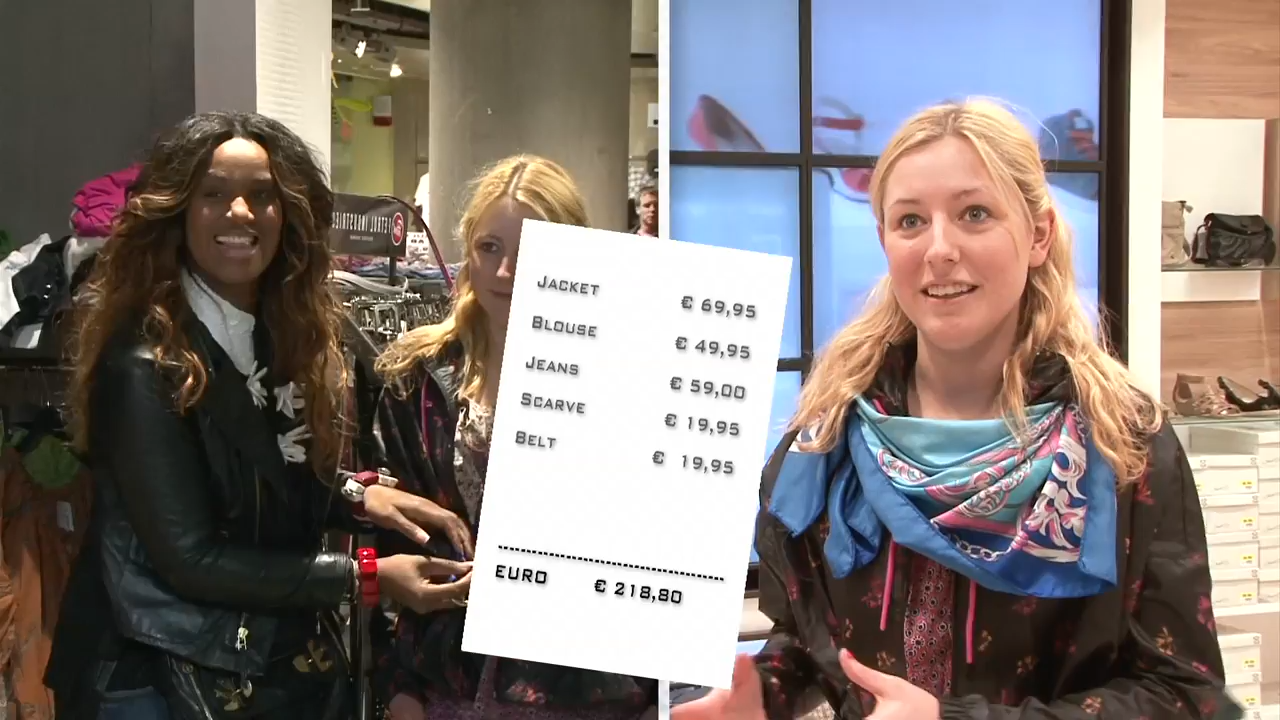 JACKET € 69,95
BLOUSE € 49,95
JEANS € 59,00
SCARVE € 19,95
BELT € 19,95
EURO € 218,80